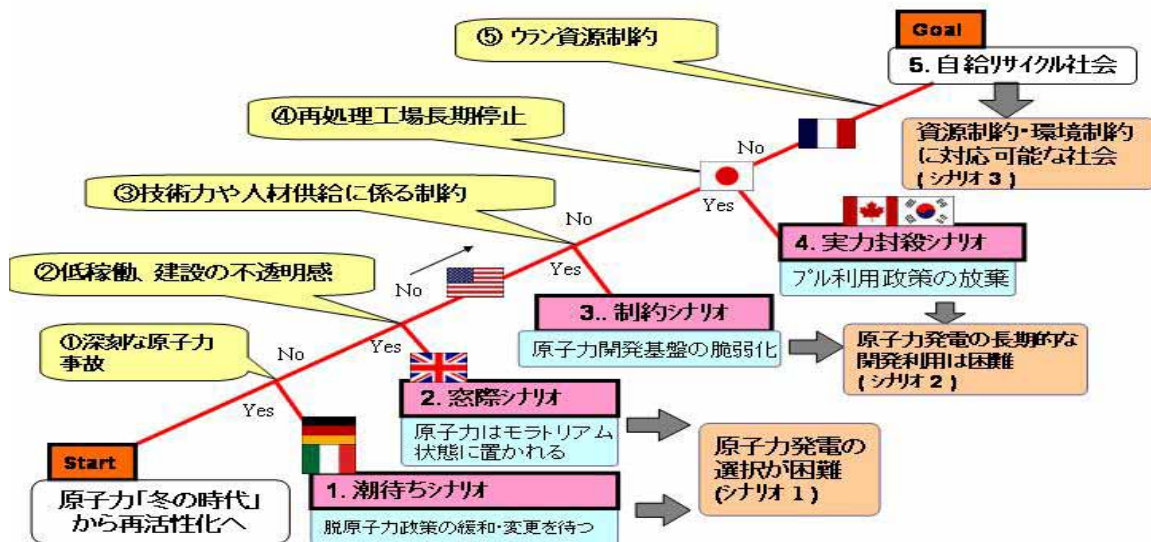 ⑤ ウラン資源制約
Goal
5. 自給リサイクル社会
④再処理工場長期停止
No
資源制約・環境制約
に対応可能な社会
(シナリオ3)
③技術力や人材供給に係る制約
No
Yes
4. 実力封殺シナリオ
プル利用政策の放棄
②低稼働、建設の不透明感
No
Yes
3.. 制約シナリオ
原子力開発基盤の脆弱化
原子力発電の長期的な
開発利用は困難
(シナリオ2)
①深刻な原子力
事故
No
Yes
2. 窓際シナリオ
原子力はモラトリアム
状態に置かれる
Yes
原子力発電の
選択が困難
(シナリオ1)
Start
原子力「冬の時代」
から再活性化へ
1. 潮待ちシナリオ
脱原子力政策の緩和・変更を待つ